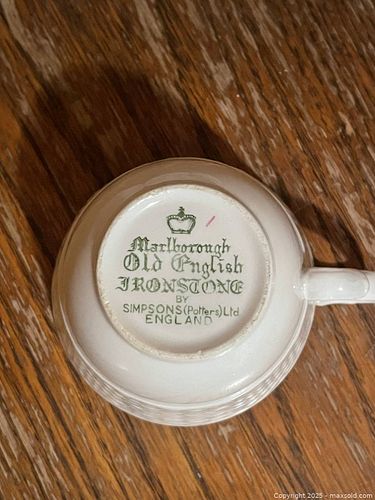 Marlborough
Old English
IRONSTONE
BY
SIMPSONS (Potters) Ltd
ENGLAND
Copyright 2025 - maxsold.com